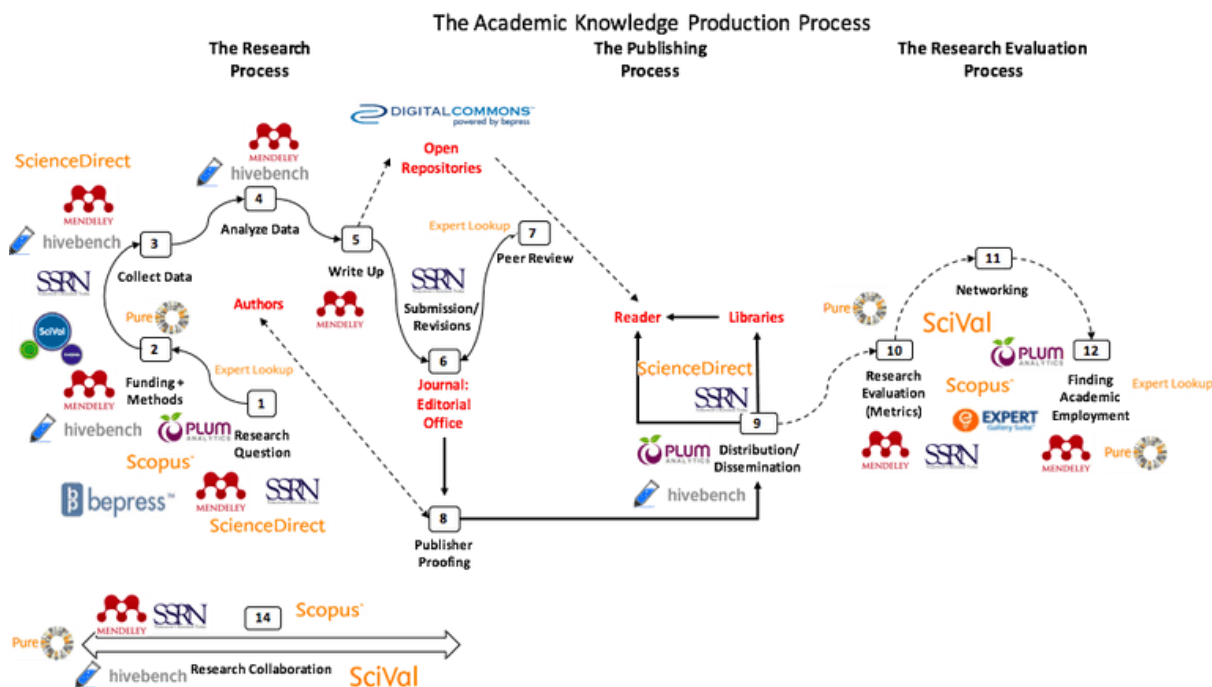 The Academic Knowledge Production Process
The Research
Process
The Publishing
Process
The Research Evaluation
Process
DIGITALCOMMONS™
powered by bepress
Open
Repositories
ScienceDirect
MENDELEY
hivebench
MENDELEY
hivebench
4
Analyze Data
3
Collect Data
5
Write Up
MENDELEY
Expert Lookup
7
Peer Review
SSRN
Submission/
Revisions
6
Journal:
Editorial
Office
SSRN
SciVal
Pure
Authors
2
Funding +
Methods
MENDELEY
hivebench
Expert Lookup
1
Research
Question
PLUM
ANALYTICS
Scopus
bepress™
MENDELEY
SSRN
ScienceDirect
8
Publisher
Proofing
Reader
Libraries
ScienceDirect
SSRN
9
Distribution/
Dissemination
PLUM
ANALYTICS
hivebench
11
Networking
Pure
SciVal
10
Research
Evaluation
(Metrics)
PLUM
ANALYTICS
12
Finding
Academic
Employment
Expert Lookup
Scopus
EXPERT
Gallery Suite
MENDELEY
SSRN
MENDELEY
Pure
MENDELEY
SSRN
14
Scopus
Pure
hivebench
Research Collaboration
SciVal